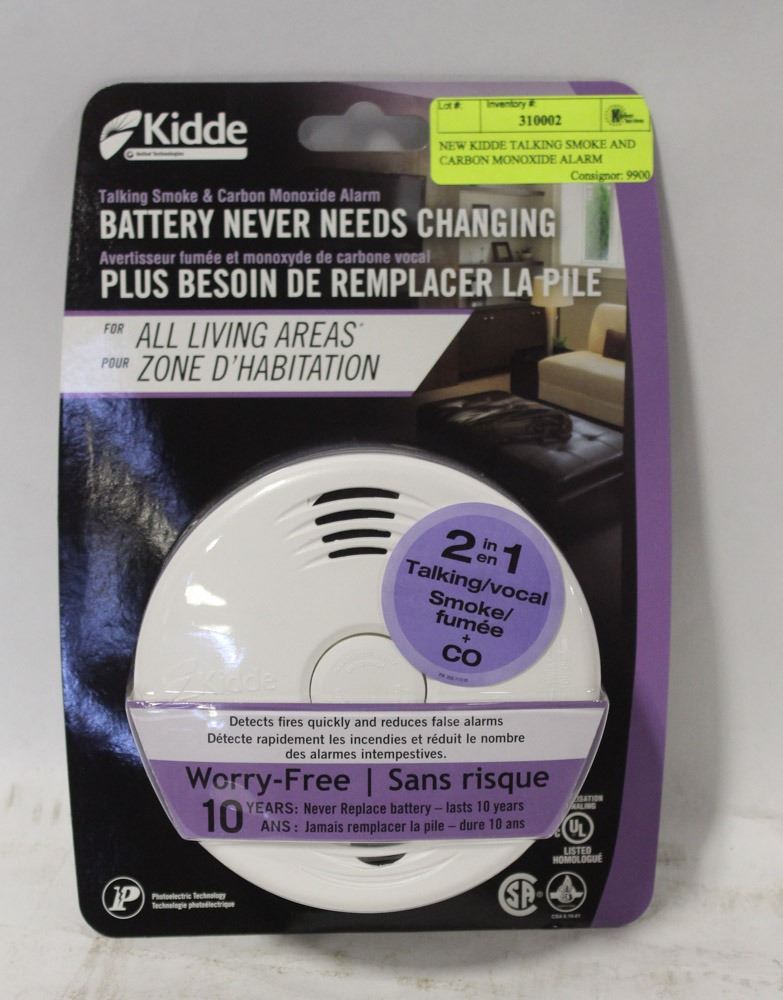 Kidde
United Technologies
Lot #: Inventory #:
310002
NEW KIDDE TALKING SMOKE AND
CARBON MONOXIDE ALARM
Consignor: 9900
Talking Smoke & Carbon Monoxide Alarm
BATTERY NEVER NEEDS CHANGING
Avertisseur fumée et monoxyde de carbone vocal
PLUS BESOIN DE REMPLACER LA PILE
FOR ALL LIVING AREAS*
POUR ZONE D'HABITATION
2 in en 1
Talking/vocal
Smoke/
fumée
+
CO
Kidde
Detects fires quickly and reduces false alarms
Détecte rapidement les incendies et réduit le nombre
des alarmes intempestives.
Worry-Free | Sans risque
10 YEARS: Never Replace battery – lasts 10 years
ANS : Jamais remplacer la pile – dure 10 ans
c UL
LISTED
HOMOLOGUÉ
iP
Photoelectric Technology
Technologie photoélectrique
SA